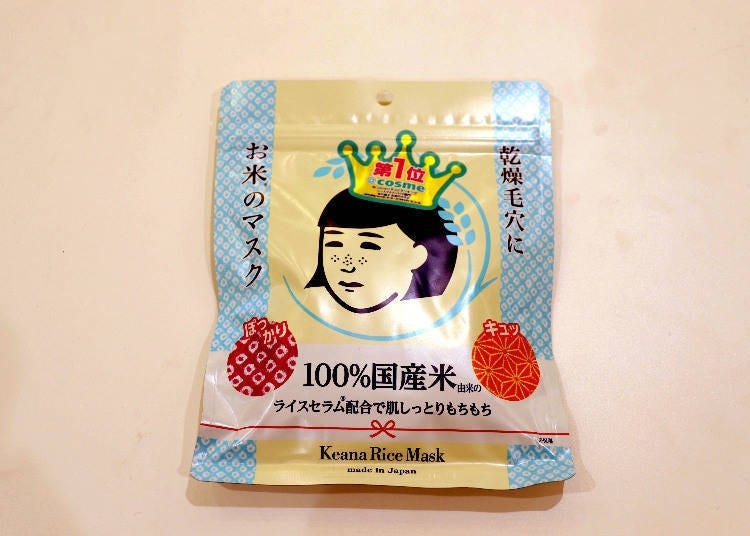 第1位
@cosme
乾燥毛穴に
お米のマスク
ぽっかり
キュッ
100%国産米由来の
ライスセラム※配合で肌しっとりもちもち
Keana Rice Mask
made in Japan